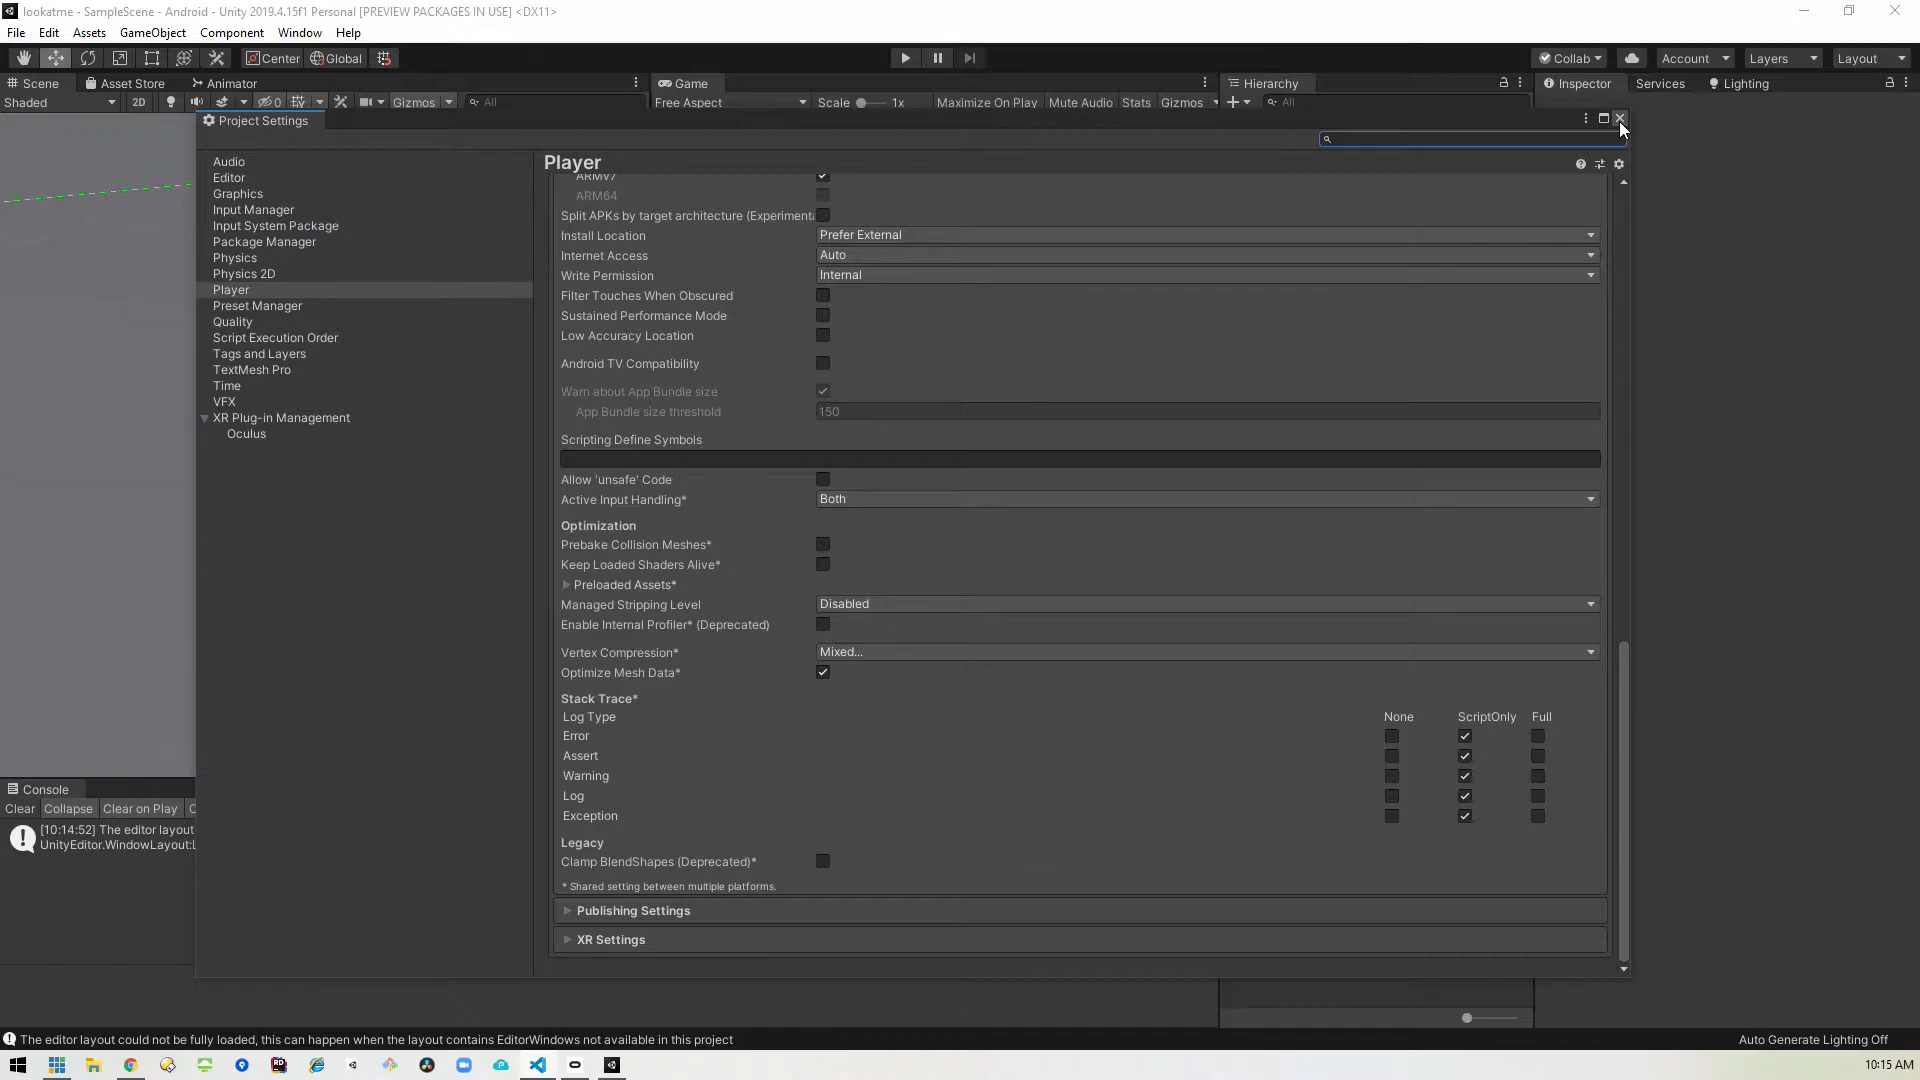 lookatme - SampleScene - Android - Unity 2019.4.15f1 Personal [PREVIEW PACKAGES IN USE] <DX11>
File Edit Assets GameObject Component Window Help
Center Global Collab Account Layers Layout
Scene Asset Store Animator Game Hierarchy Inspector Services Lighting
Shaded 2D 0 Gizmos All Free Aspect Scale 1x Maximize On Play Mute Audio Stats Gizmos All
Project Settings
Audio
Editor
Graphics
Input Manager
Input System Package
Package Manager
Physics
Physics 2D
Player
Preset Manager
Quality
Script Execution Order
Tags and Layers
TextMesh Pro
Time
VFX
XR Plug-in Management
Oculus
Player
ARMv7
ARM64
Split APKs by target architecture (Experimenta
Install Location Prefer External
Internet Access Auto
Write Permission Internal
Filter Touches When Obscured
Sustained Performance Mode
Low Accuracy Location
Android TV Compatibility
Warn about App Bundle size
App Bundle size threshold 150
Scripting Define Symbols
Allow 'unsafe' Code
Active Input Handling* Both
Optimization
Prebake Collision Meshes*
Keep Loaded Shaders Alive*
Preloaded Assets*
Managed Stripping Level Disabled
Enable Internal Profiler* (Deprecated)
Vertex Compression* Mixed...
Optimize Mesh Data*
Stack Trace*
Log Type None ScriptOnly Full
Error
Assert
Warning
Log
Exception
Legacy
Clamp BlendShapes (Deprecated)*
* Shared setting between multiple platforms.
Publishing Settings
XR Settings
Console
Clear Collapse Clear on Play
[10:14:52] The editor layout
UnityEditor.WindowLayout:L
The editor layout could not be fully loaded, this can happen when the layout contains EditorWindows not available in this project
Auto Generate Lighting Off
10:15 AM